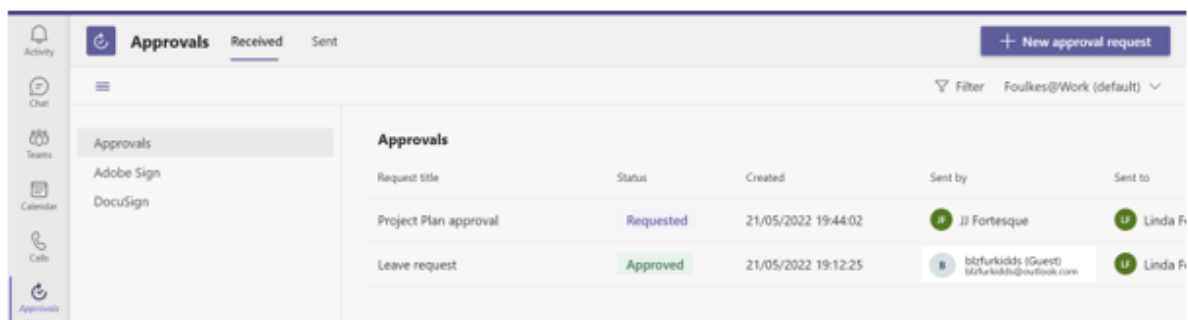 Activity
Chat
Teams
Calendar
Calls
Approvals
Approvals Received Sent
+ New approval request
Filter Foulkes@Work (default)
Approvals
Adobe Sign
DocuSign
Approvals
Request title Status Created Sent by Sent to
Project Plan approval Requested 21/05/2022 19:44:02 JF JJ Fortesque LF Linda F
Leave request Approved 21/05/2022 19:12:25 B blzfurkidds (Guest) LF Linda F
blzfurkidds@outlook.com